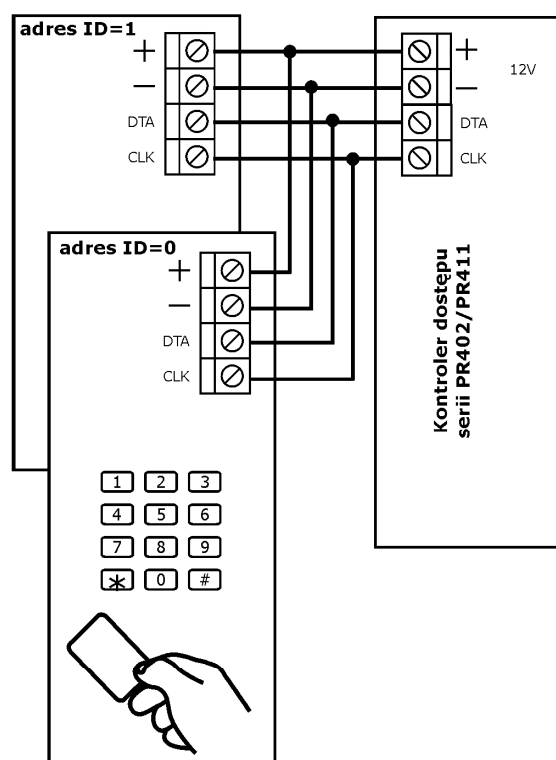 adres ID=1
+
−
DTA
CLK
+
−
DTA
CLK
12V
adres ID=0
+
−
DTA
CLK
Kontroler dostępu
serii PR402/PR411
1 2 3
4 5 6
7 8 9
* 0 #